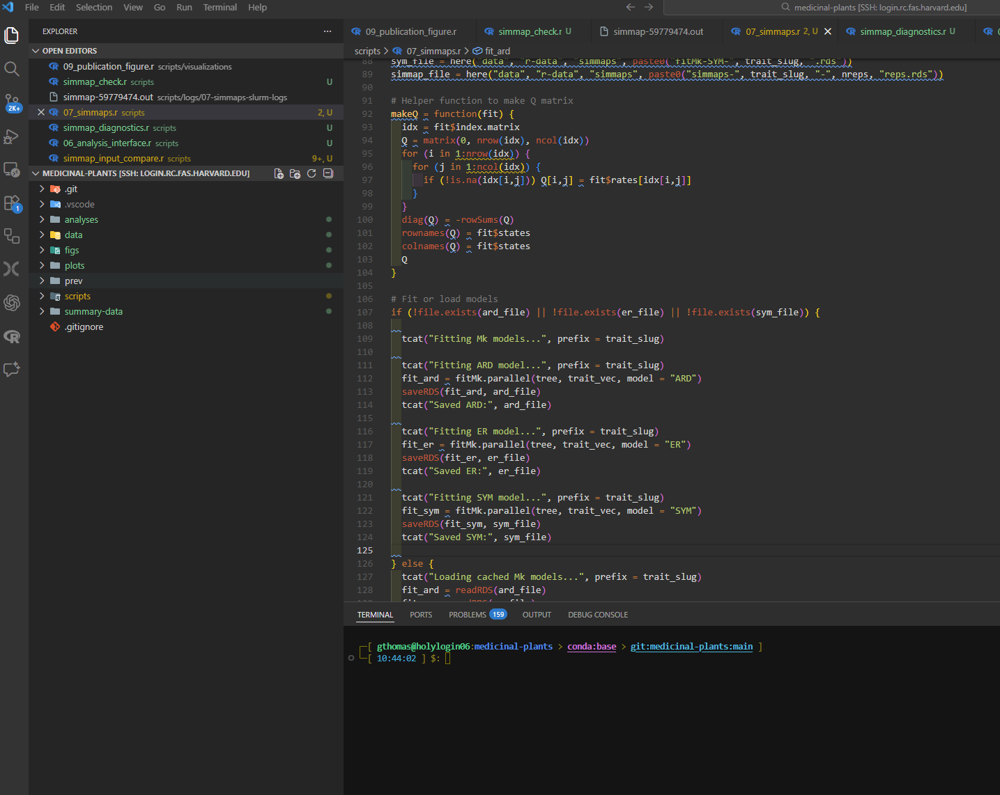 File Edit Selection View Go Run Terminal Help
medicinal-plants [SSH: login.rc.fas.harvard.edu]
EXPLORER
OPEN EDITORS
09_publication_figure.r scripts/visualizations
simmap_check.r scripts U
simmap-59779474.out scripts/logs/07-simmaps-slurm-logs
07_simmaps.r scripts 2, U
simmap_diagnostics.r scripts U
06_analysis_interface.r scripts U
simmap_input_compare.r scripts 9+, U
MEDICINAL-PLANTS [SSH: LOGIN.RC.FAS.HARVARD.EDU]
.git
.vscode
analyses
data
figs
plots
prev
scripts
summary-data
.gitignore
2K+
1
09_publication_figure.r simmap_check.r U simmap-59779474.out 07_simmaps.r 2, U simmap_diagnostics.r U
scripts > 07_simmaps.r > fit_ard
88 sym_file = here("data", "r-data", "simmaps", paste0("fitMk-SYM-", trait_slug, ".rds"))
89 simmap_file = here("data", "r-data", "simmaps", paste0("simmaps-", trait_slug, "-", nreps, "reps.rds"))
90
91 # Helper function to make Q matrix
92 makeQ = function(fit) {
93 idx = fit$index.matrix
94 Q = matrix(0, nrow(idx), ncol(idx))
95 for (i in 1:nrow(idx)) {
96 for (j in 1:ncol(idx)) {
97 if (!is.na(idx[i,j])) Q[i,j] = fit$rates[idx[i,j]]
98 }
99 }
100 diag(Q) = -rowSums(Q)
101 rownames(Q) = fit$states
102 colnames(Q) = fit$states
103 Q
104 }
105
106 # Fit or load models
107 if (!file.exists(ard_file) || !file.exists(er_file) || !file.exists(sym_file)) {
108
109 tcat("Fitting Mk models...", prefix = trait_slug)
110
111 tcat("Fitting ARD model...", prefix = trait_slug)
112 fit_ard = fitMk.parallel(tree, trait_vec, model = "ARD")
113 saveRDS(fit_ard, ard_file)
114 tcat("Saved ARD:", ard_file)
115
116 tcat("Fitting ER model...", prefix = trait_slug)
117 fit_er = fitMk.parallel(tree, trait_vec, model = "ER")
118 saveRDS(fit_er, er_file)
119 tcat("Saved ER:", er_file)
120
121 tcat("Fitting SYM model...", prefix = trait_slug)
122 fit_sym = fitMk.parallel(tree, trait_vec, model = "SYM")
123 saveRDS(fit_sym, sym_file)
124 tcat("Saved SYM:", sym_file)
125
126 } else {
127 tcat("Loading cached Mk models...", prefix = trait_slug)
128 fit_ard = readRDS(ard_file)
TERMINAL PORTS PROBLEMS 159 OUTPUT DEBUG CONSOLE
[ gthomas@holylogin06:medicinal-plants > conda:base > git:medicinal-plants:main ]
[ 10:44:02 ] $: